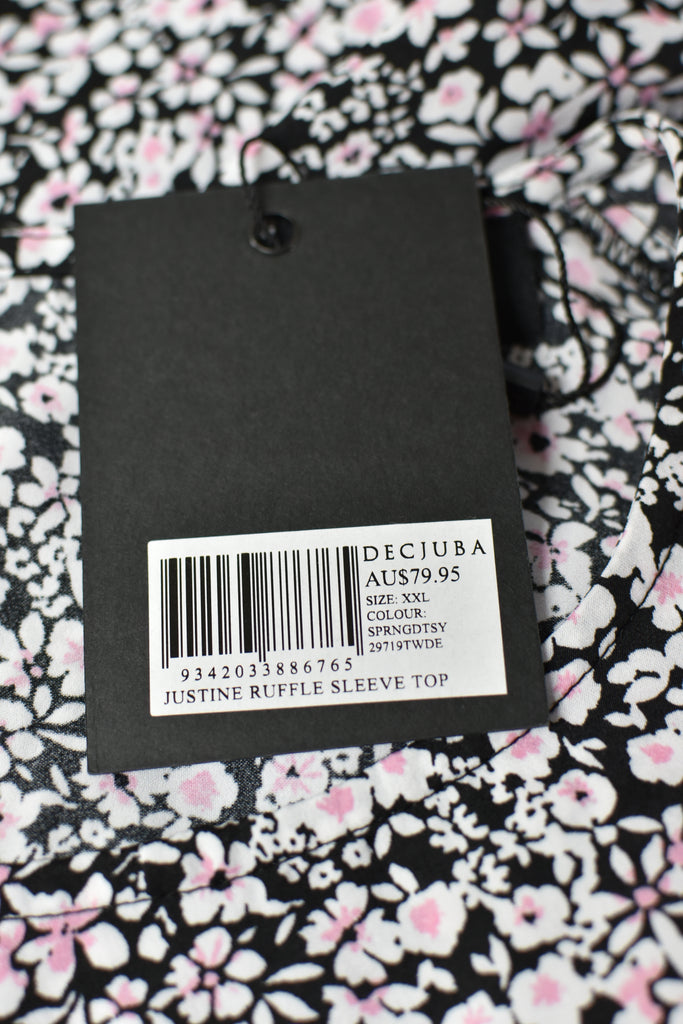 DECJUBA
AU$79.95
SIZE: XXL
COLOUR:
SPRNGDTSY
29719TWDE
9342033886765
JUSTINE RUFFLE SLEEVE TOP